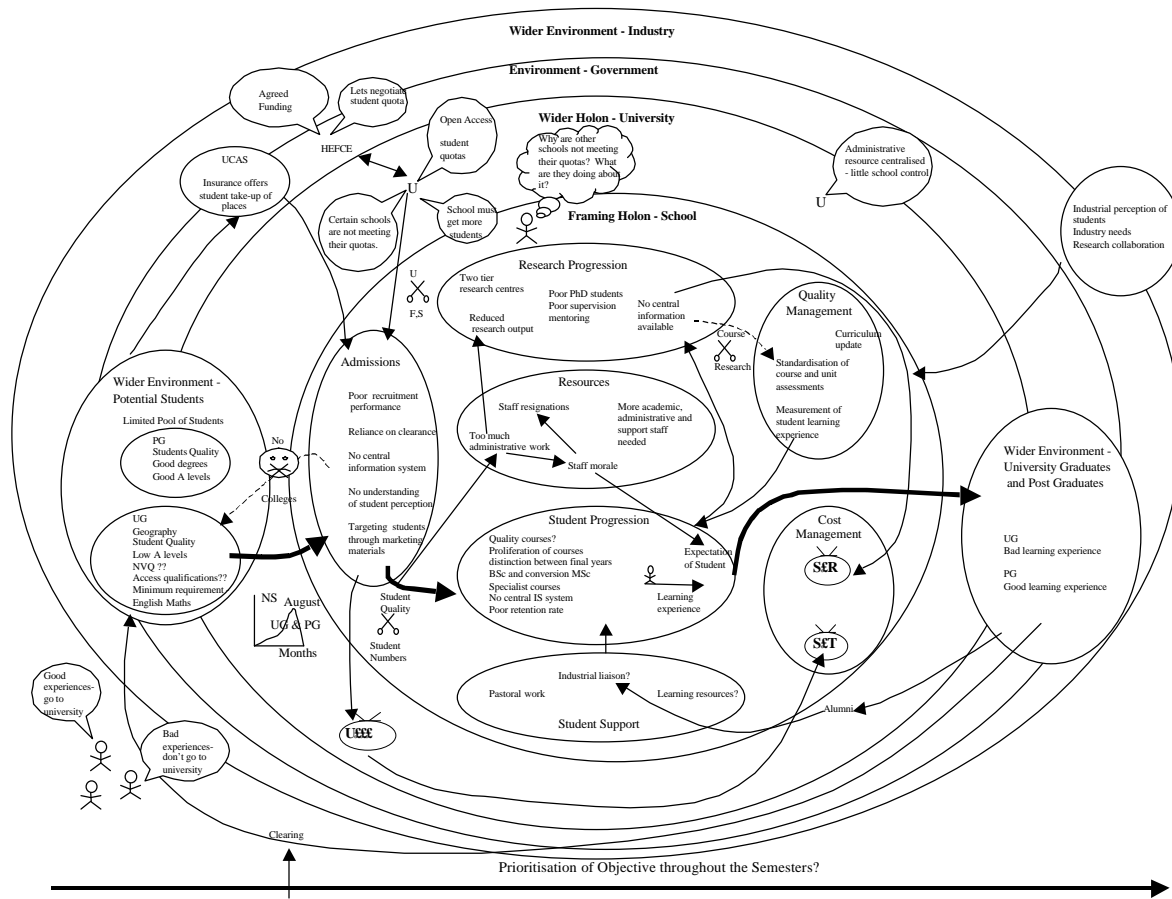 Wider Environment - Industry
Environment - Government
Wider Holon - University
Framing Holon - School
Agreed
Funding
Lets negotiate
student quota
HEFCE
Open Access
student
quotas
U
UCAS
Insurance offers
student take-up of
places
Certain schools
are not meeting
their quotas.
School must
get more
students
Why are other
schools not meeting
their quotas? What
are they doing about
it?
Administrative
resource centralised
- little school control
U
Industrial perception of
students
Industry needs
Research collaboration
U
F,S
Research Progression
Two tier
research centres
Poor PhD students
Poor supervision
mentoring
No central
information
available
Reduced
research output
Course
Research
Quality
Management
Curriculum
update
Standardisation of
course and unit
assessments
Measurement of
student learning
experience
Admissions
Poor recruitment
performance
Reliance on clearance
No central
information system
No understanding
of student perception
Targeting students
through marketing
materials
Resources
Staff resignations
More academic,
administrative and
support staff
needed
Too much
administrative work
Staff morale
Wider Environment -
Potential Students
Limited Pool of Students
PG
Students Quality
Good degrees
Good A levels
No
Colleges
UG
Geography
Student Quality
Low A levels
NVQ ??
Access qualifications??
Minimum requirement
English Maths
NS
August
UG & PG
Months
Student
Quality
Student
Numbers
Student Progression
Quality courses?
Proliferation of courses
distinction between final years
BSc and conversion MSc
Specialist courses
No central IS system
Poor retention rate
Expectation
of Student
Learning
experience
Cost
Management
S£R
S£T
Wider Environment -
University Graduates
and Post Graduates
UG
Bad learning experience
PG
Good learning experience
Industrial liaison?
Pastoral work
Learning resources?
Student Support
Alumni
U£££
Good
experiences-
go to
university
Bad
experiences-
don't go to
university
Clearing
Prioritisation of Objective throughout the Semesters?